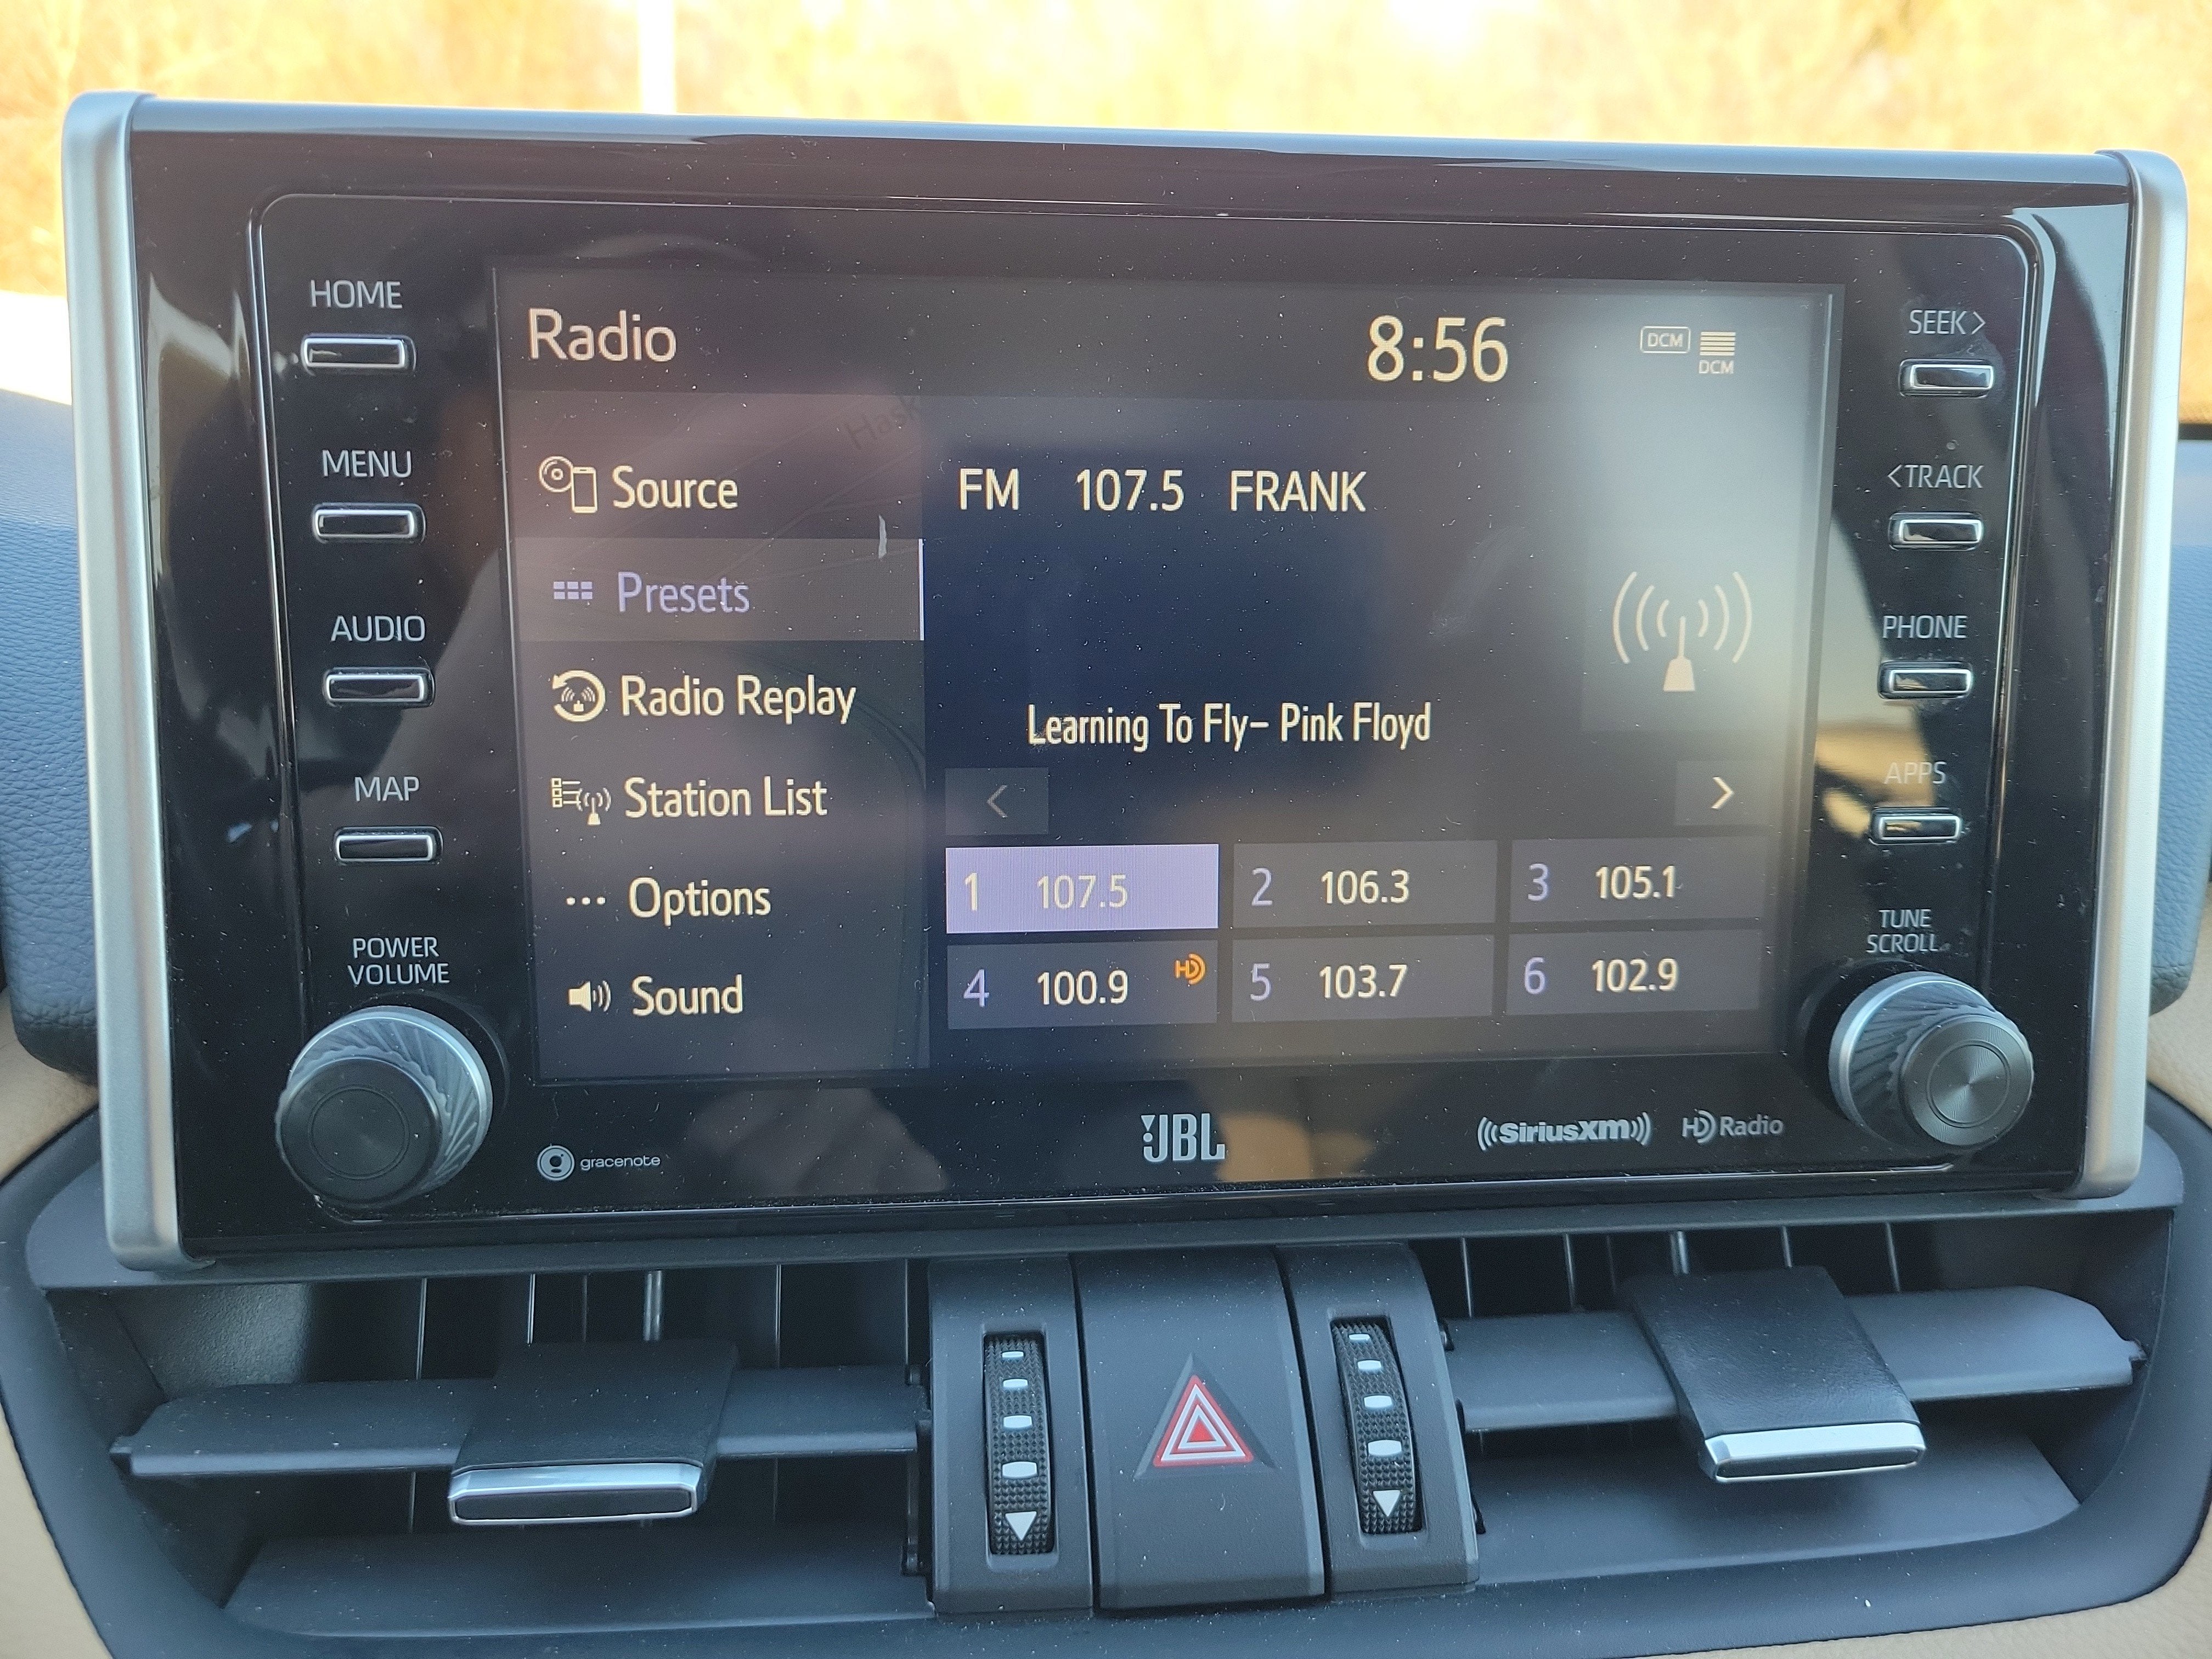 HOME
MENU
AUDIO
MAP
POWER
VOLUME
Radio
8:56
DCM
DCM
Source
Presets
Radio Replay
Station List
Options
Sound
Hask
FM 107.5 FRANK
Learning To Fly– Pink Floyd
< >
1 107.5
2 106.3
3 105.1
4 100.9 HD
5 103.7
6 102.9
SEEK >
< TRACK
PHONE
APPS
TUNE
SCROLL
gracenote
JBL
SiriusXM
HD Radio